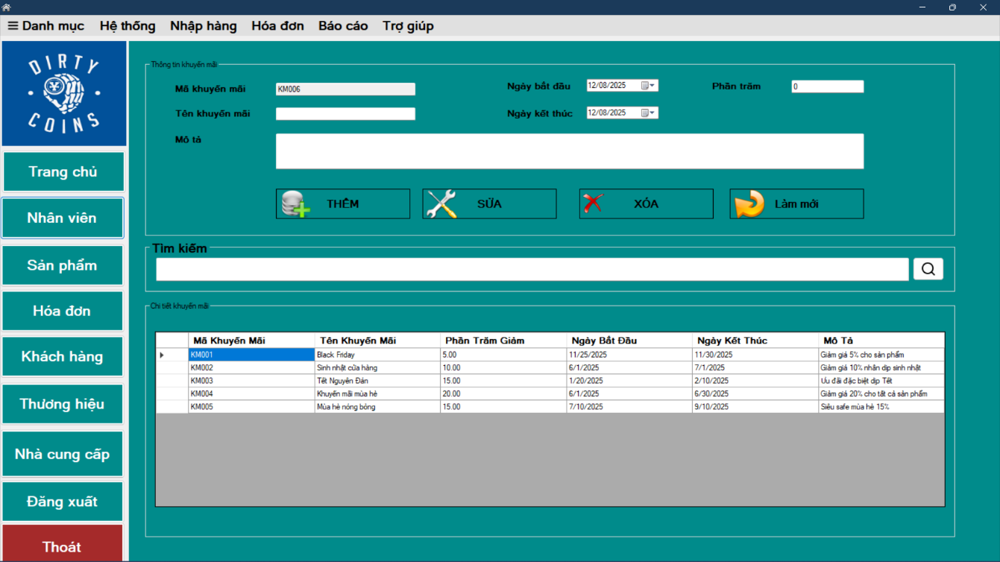 Danh mục Hệ thống Nhập hàng Hóa đơn Báo cáo Trợ giúp
DIRTY
COINS
Trang chủ
Nhân viên
Sản phẩm
Hóa đơn
Khách hàng
Thương hiệu
Nhà cung cấp
Đăng xuất
Thoát
Thông tin khuyến mãi
Mã khuyến mãi KM006 Ngày bắt đầu 12/08/2025 Phần trăm 0
Tên khuyến mãi Ngày kết thúc 12/08/2025
Mô tả
THÊM SỬA XÓA Làm mới
Tìm kiếm
Chi tiết khuyến mãi
Mã Khuyến Mãi Tên Khuyến Mãi Phần Trăm Giảm Ngày Bắt Đầu Ngày Kết Thúc Mô Tả
KM001 Black Friday 5.00 11/25/2025 11/30/2025 Giảm giá 5% cho sản phẩm
KM002 Sinh nhật cửa hàng 10.00 6/1/2025 7/1/2025 Giảm giá 10% nhân dịp sinh nhật
KM003 Tết Nguyên Đán 15.00 1/20/2025 2/10/2025 Ưu đãi đặc biệt dịp Tết
KM004 Khuyến mãi mùa hè 20.00 6/1/2025 6/30/2025 Giảm giá 20% cho tất cả sản phẩm
KM005 Mùa hè nóng bỏng 15.00 7/10/2025 9/10/2025 Siêu safe mùa hè 15%